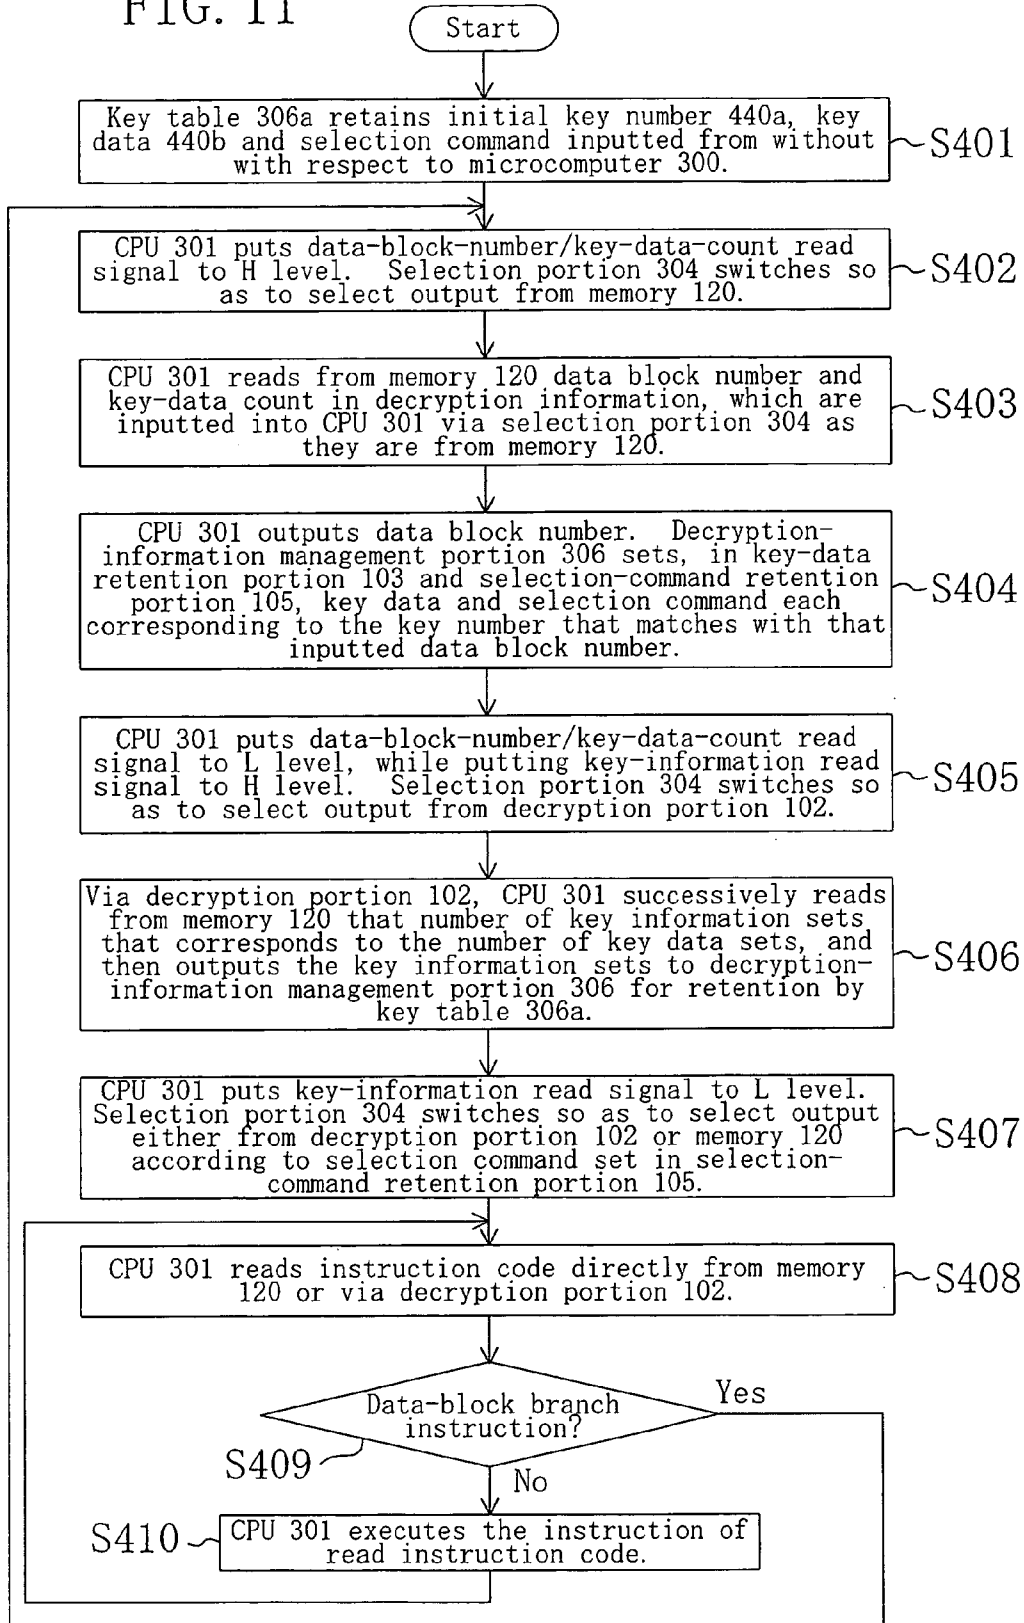 FIG. 11
Start
Key table 306a retains initial key number 440a, key
data 440b and selection command inputted from without
with respect to microcomputer 300.
S401
CPU 301 puts data-block-number/key-data-count read
signal to H level. Selection portion 304 switches so
as to select output from memory 120.
S402
CPU 301 reads from memory 120 data block number and
key-data count in decryption information, which are
inputted into CPU 301 via selection portion 304 as
they are from memory 120.
S403
CPU 301 outputs data block number. Decryption-
information management portion 306 sets, in key-data
retention portion 103 and selection-command retention
portion 105, key data and selection command each
corresponding to the key number that matches with that
inputted data block number.
S404
CPU 301 puts data-block-number/key-data-count read
signal to L level, while putting key-information read
signal to H level. Selection portion 304 switches so
as to select output from decryption portion 102.
S405
Via decryption portion 102, CPU 301 successively reads
from memory 120 that number of key information sets
that corresponds to the number of key data sets, and
then outputs the key information sets to decryption-
information management portion 306 for retention by
key table 306a.
S406
CPU 301 puts key-information read signal to L level.
Selection portion 304 switches so as to select output
either from decryption portion 102 or memory 120
according to selection command set in selection-
command retention portion 105.
S407
CPU 301 reads instruction code directly from memory
120 or via decryption portion 102.
S408
Data-block branch
instruction?
Yes
S409
No
S410
CPU 301 executes the instruction of
read instruction code.